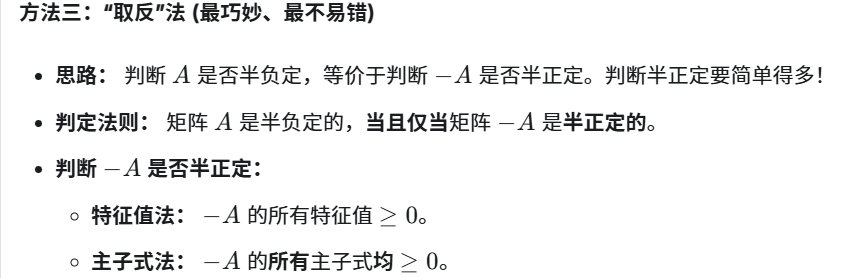 方法三：“取反”法 (最巧妙、最不易错)
• 思路： 判断 A 是否半负定，等价于判断 −A 是否半正定。判断半正定要简单得多！
• 判定法则： 矩阵 A 是半负定的，当且仅当矩阵 −A 是半正定的。
• 判断 −A 是否半正定：
○ 特征值法： −A 的所有特征值 ≥ 0。
○ 主子式法： −A 的所有主子式均 ≥ 0。